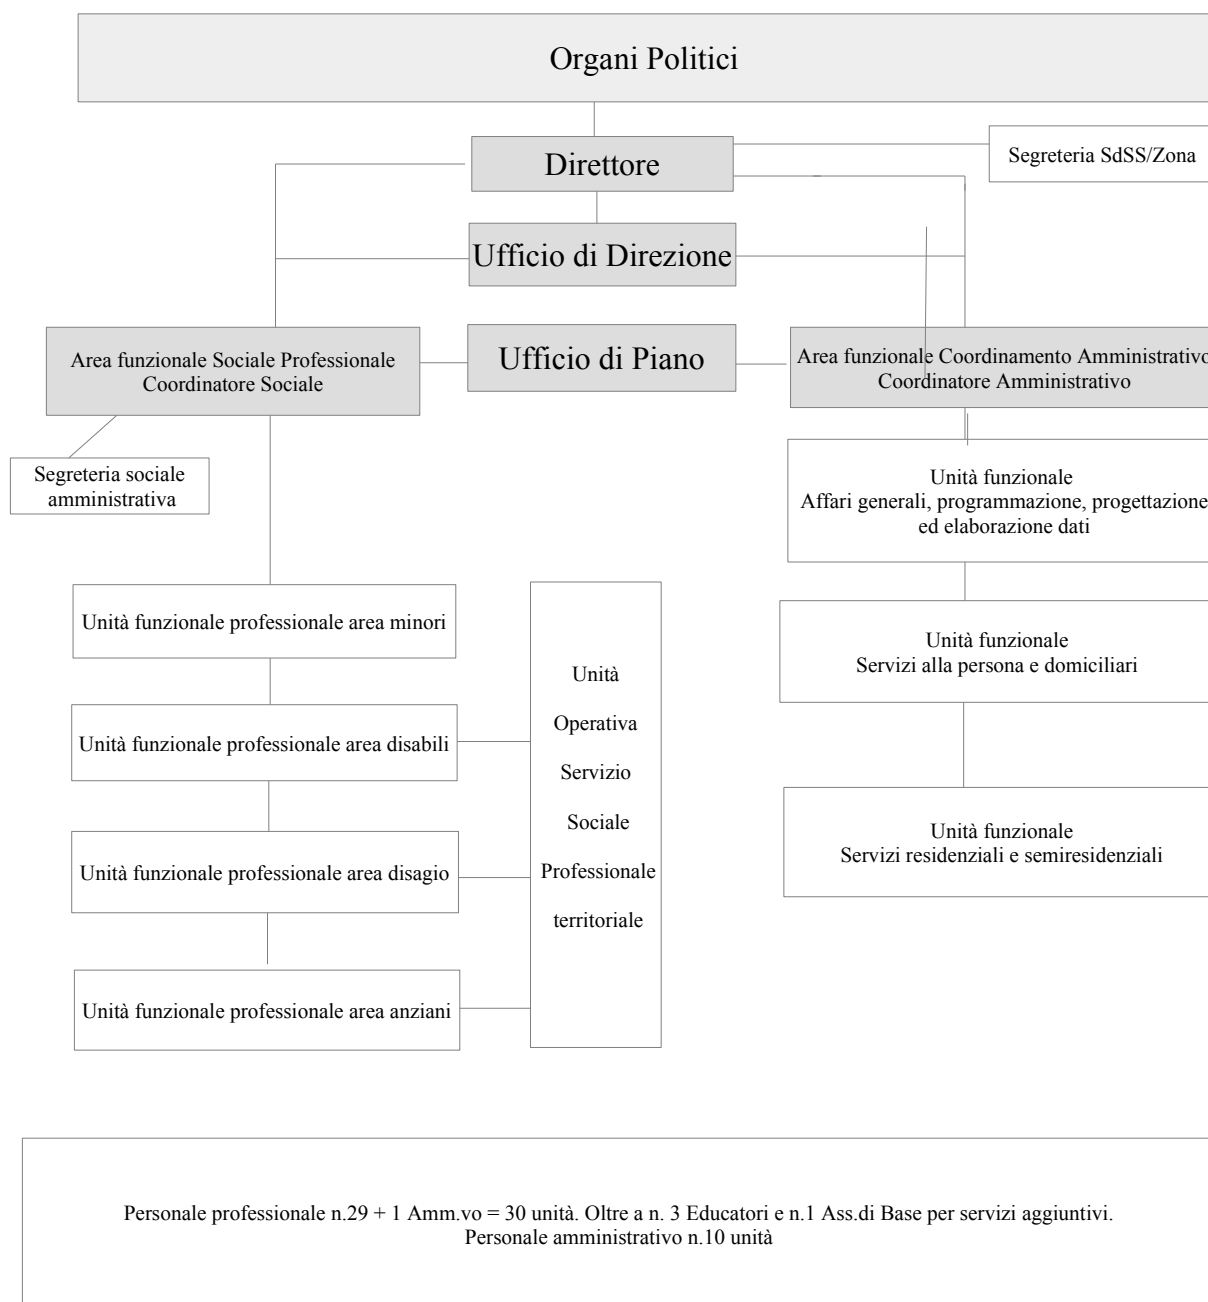 Organi Politici
Direttore
Segreteria SdSS/Zona
Ufficio di Direzione
Area funzionale Sociale Professionale
Coordinatore Sociale
Ufficio di Piano
Area funzionale Coordinamento Amministrativo
Coordinatore Amministrativo
Segreteria sociale
amministrativa
Unità funzionale
Affari generali, programmazione, progettazione
ed elaborazione dati
Unità funzionale professionale area minori
Unità funzionale professionale area disabili
Unità funzionale professionale area disagio
Unità funzionale professionale area anziani
Unità
Operativa
Servizio
Sociale
Professionale
territoriale
Unità funzionale
Servizi alla persona e domiciliari
Unità funzionale
Servizi residenziali e semiresidenziali
Personale professionale n.29 + 1 Amm.vo = 30 unità. Oltre a n. 3 Educatori e n.1 Ass.di Base per servizi aggiuntivi.
Personale amministrativo n.10 unità